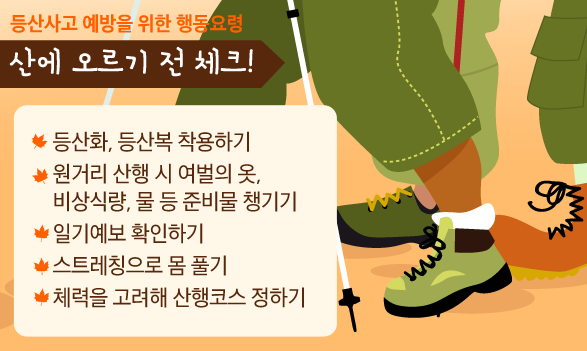 등산사고 예방을 위한 행동요령
산에 오르기 전 체크!
등산화, 등산복 착용하기
원거리 산행 시 여벌의 옷,
비상식량, 물 등 준비물 챙기기
일기예보 확인하기
스트레칭으로 몸 풀기
체력을 고려해 산행코스 정하기